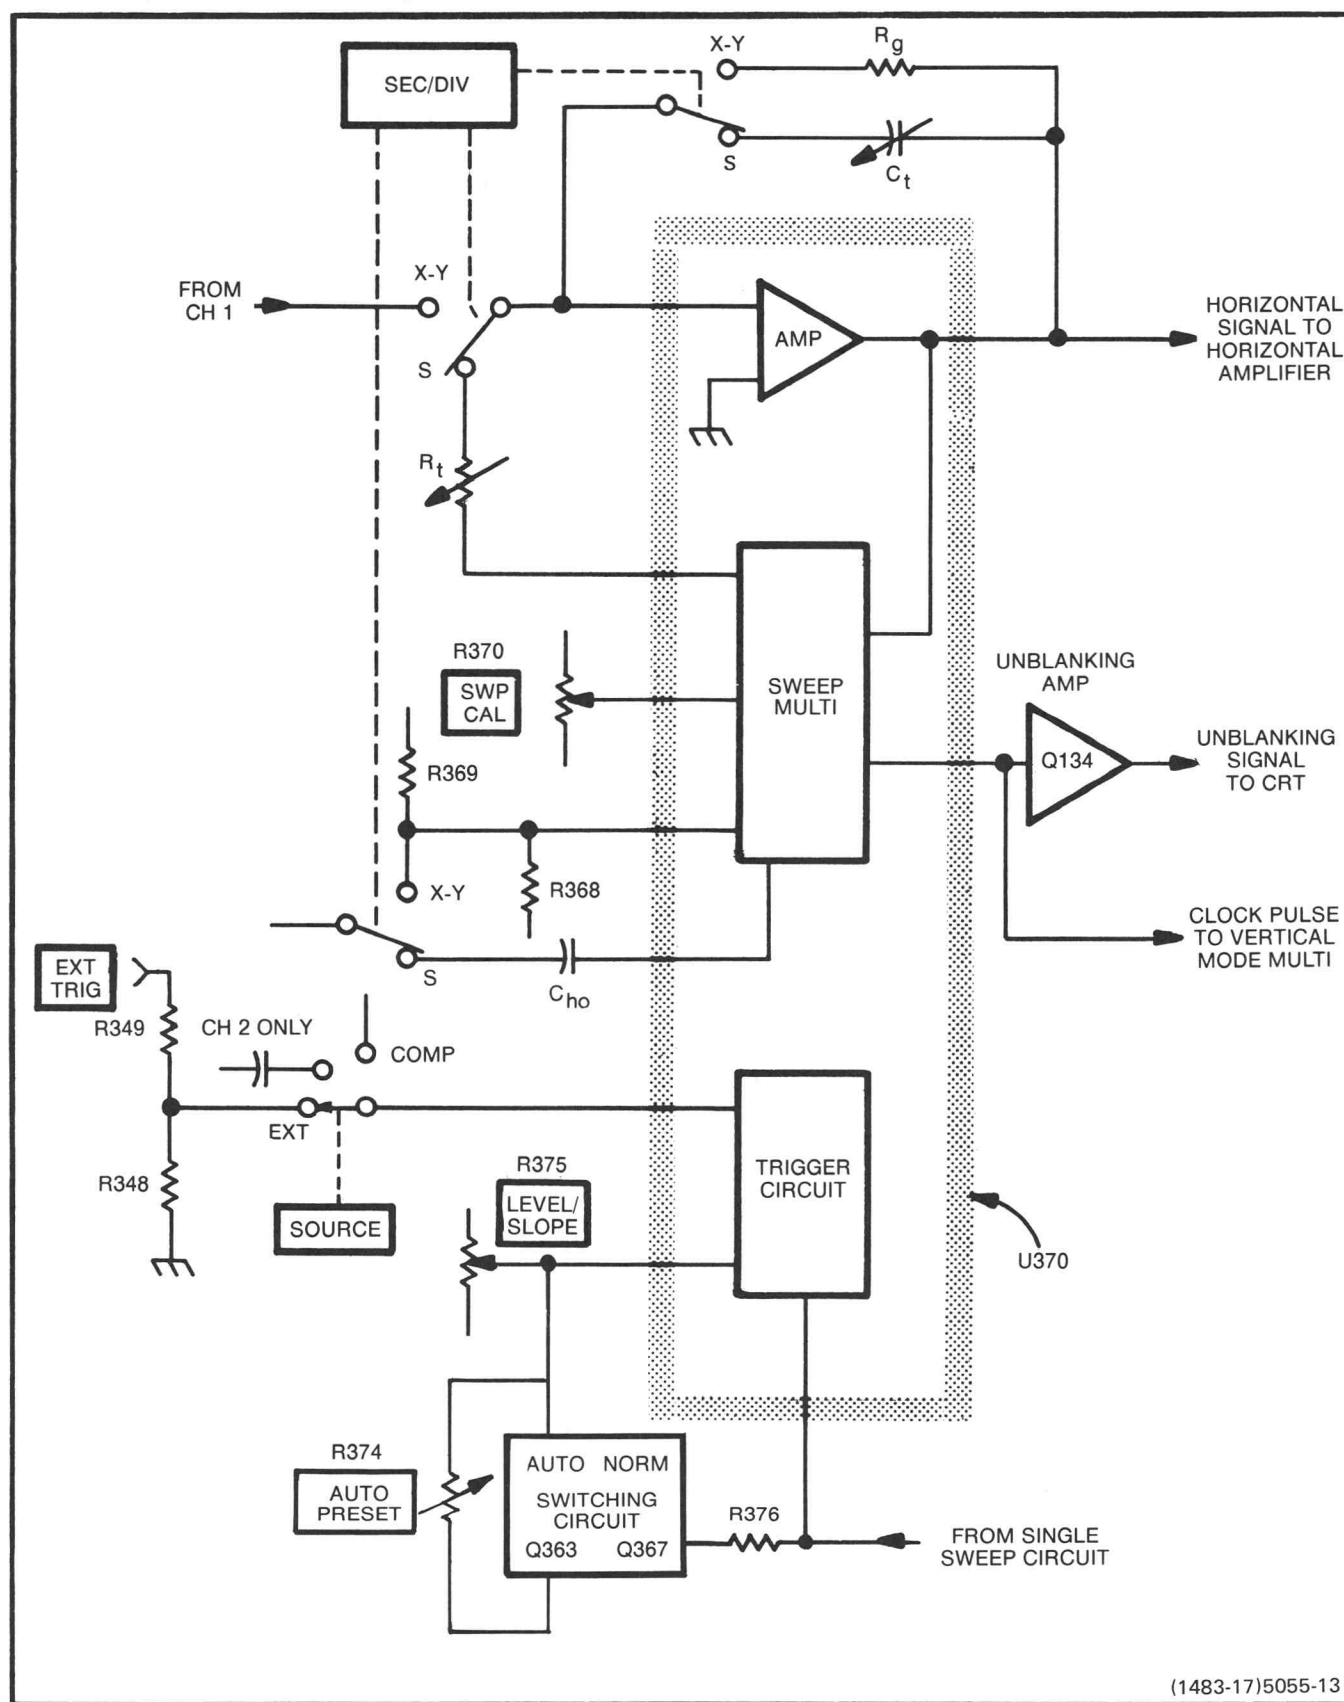 X-Y
Rg
SEC/DIV
S
Ct
X-Y
FROM
CH 1
AMP
HORIZONTAL
SIGNAL TO
HORIZONTAL
AMPLIFIER
S
Rt
R370
SWP
CAL
SWEEP
MULTI
UNBLANKING
AMP
Q134
UNBLANKING
SIGNAL
TO CRT
R369
X-Y
R368
CLOCK PULSE
TO VERTICAL
MODE MULTI
EXT
TRIG
S
Cho
R349
CH 2 ONLY
COMP
EXT
R348
SOURCE
R375
LEVEL/
SLOPE
TRIGGER
CIRCUIT
U370
R374
AUTO
PRESET
AUTO NORM
SWITCHING
CIRCUIT
Q363 Q367
R376
FROM SINGLE
SWEEP CIRCUIT
(1483-17)5055-13